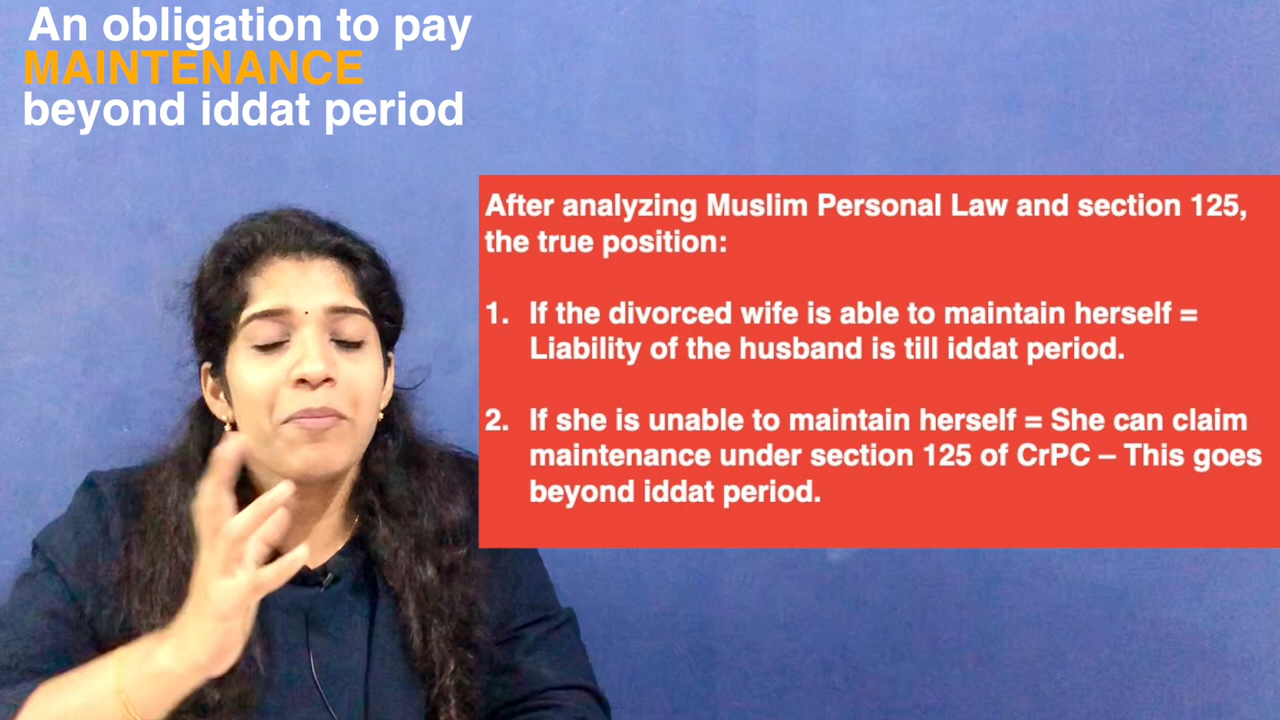 An obligation to pay
MAINTENANCE
beyond iddat period
After analyzing Muslim Personal Law and section 125,
the true position:
1. If the divorced wife is able to maintain herself =
Liability of the husband is till iddat period.
2. If she is unable to maintain herself = She can claim
maintenance under section 125 of CrPC – This goes
beyond iddat period.